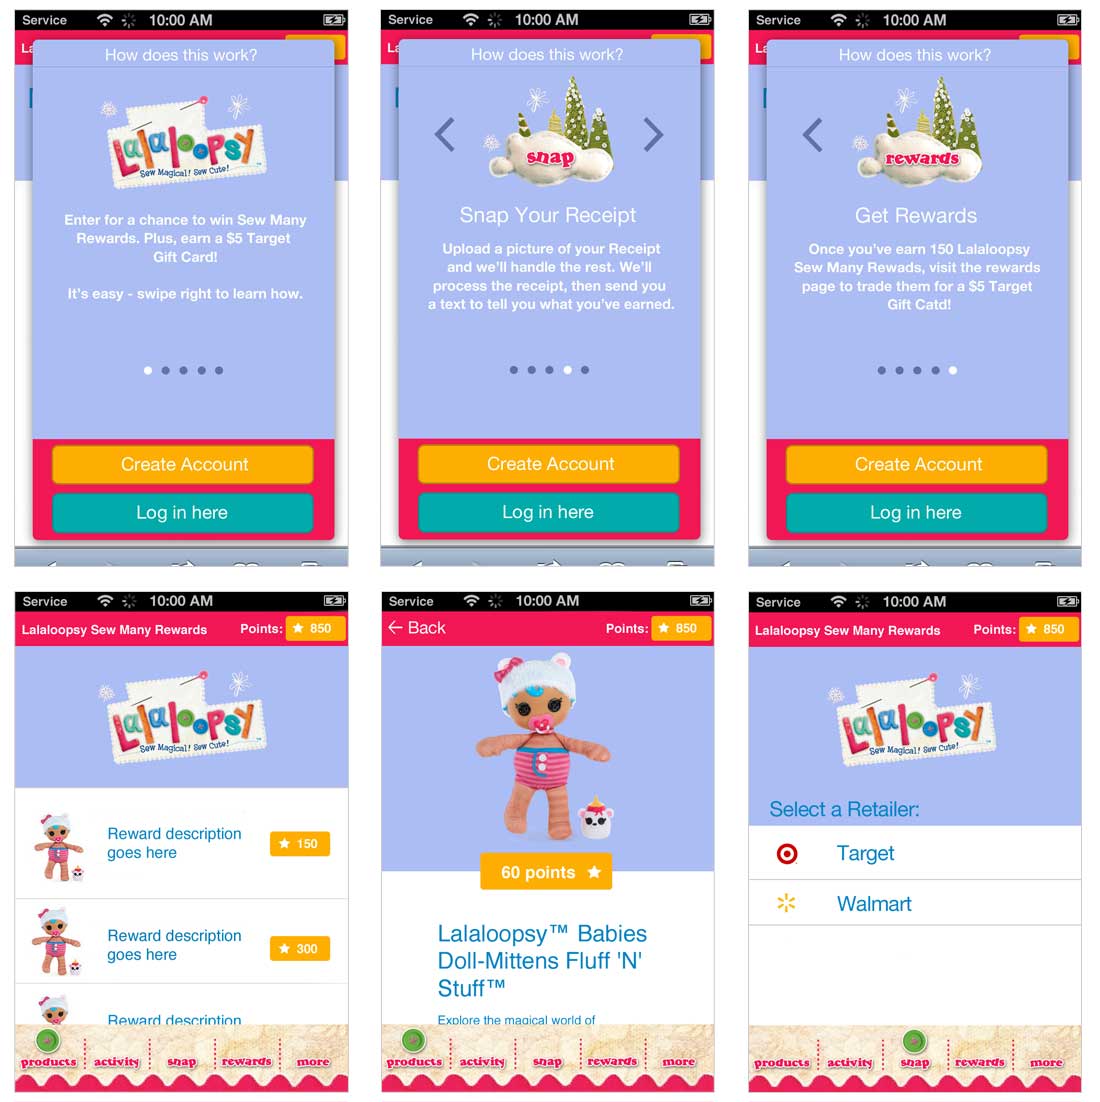 Service 10:00 AM
La
How does this work?
Lalaloopsy™
Sew Magical! Sew Cute!
Enter for a chance to win Sew Many
Rewards. Plus, earn a $5 Target
Gift Card!
It's easy - swipe right to learn how.
Create Account
Log in here
Service 10:00 AM
La
How does this work?
snap
Snap Your Receipt
Upload a picture of your Receipt
and we'll handle the rest. We'll
process the receipt, then send you
a text to tell you what you've earned.
Create Account
Log in here
Service 10:00 AM
La
How does this work?
rewards
Get Rewards
Once you've earn 150 Lalaloopsy
Sew Many Rewads, visit the rewards
page to trade them for a $5 Target
Gift Catd!
Create Account
Log in here
Service 10:00 AM
Lalaloopsy Sew Many Rewards Points: ★ 850
Lalaloopsy™
Sew Magical! Sew Cute!
Reward description
goes here
★ 150
Reward description
goes here
★ 300
Reward description
products activity snap rewards more
Service 10:00 AM
← Back Points: ★ 850
60 points ★
Lalaloopsy™ Babies
Doll-Mittens Fluff 'N'
Stuff™
Explore the magical world of
products activity snap rewards more
Service 10:00 AM
Lalaloopsy Sew Many Rewards Points: ★ 850
Lalaloopsy™
Sew Magical! Sew Cute!
Select a Retailer:
Target
Walmart
products activity snap rewards more